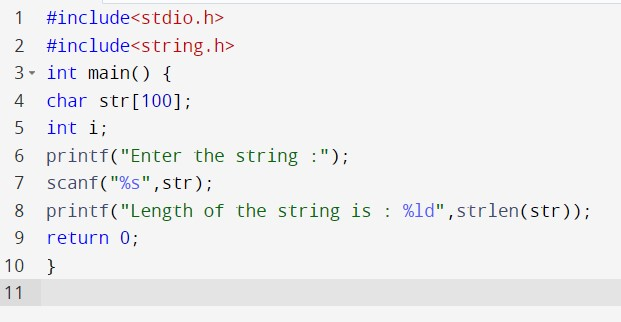 1 #include<stdio.h>
2 #include<string.h>
3 int main() {
4 char str[100];
5 int i;
6 printf("Enter the string :");
7 scanf("%s",str);
8 printf("Length of the string is : %ld",strlen(str));
9 return 0;
10 }
11